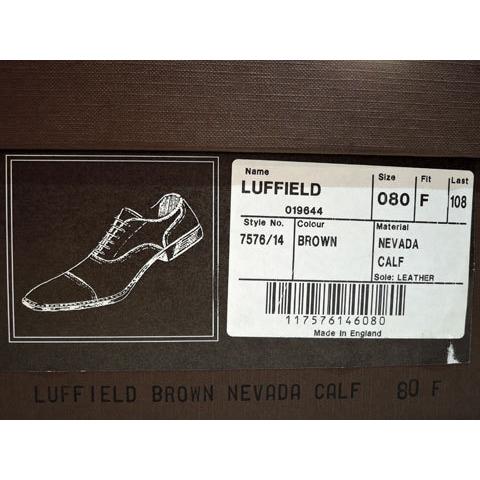 Name Size Fit Last
LUFFIELD 080 F 108
019644
Style No. Colour Material
7576/14 BROWN NEVADA
CALF
Sole: LEATHER
117576146080
Made in England
LUFFIELD BROWN NEVADA CALF 80 F